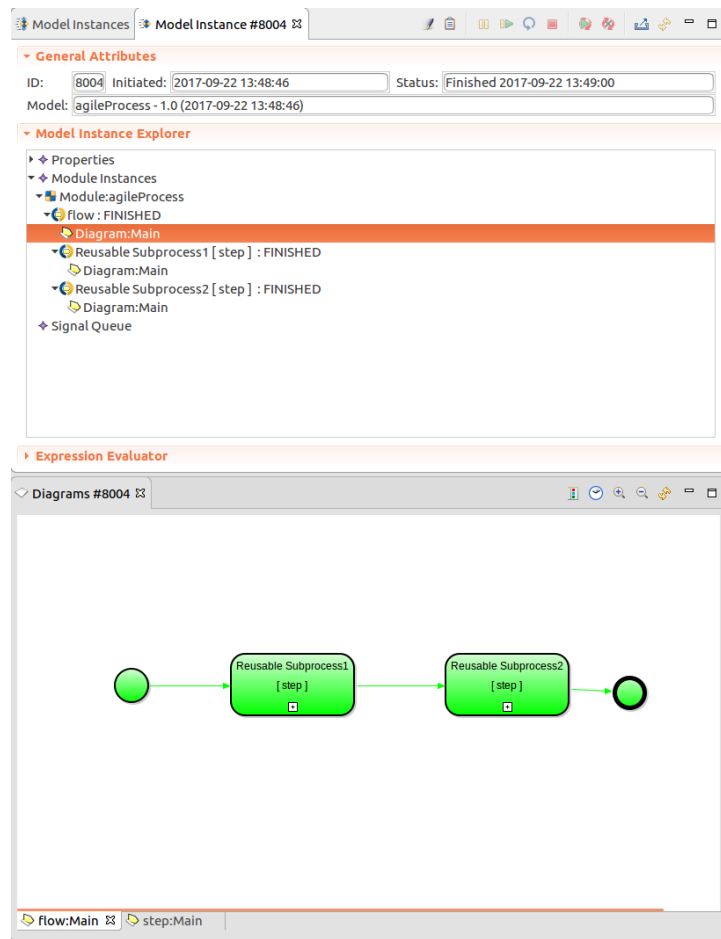 Model Instances Model Instance #8004
General Attributes
ID: 8004 Initiated: 2017-09-22 13:48:46 Status: Finished 2017-09-22 13:49:00
Model: agileProcess - 1.0 (2017-09-22 13:48:46)
Model Instance Explorer
Properties
Module Instances
Module:agileProcess
flow : FINISHED
Diagram:Main
Reusable Subprocess1 [ step ] : FINISHED
Diagram:Main
Reusable Subprocess2 [ step ] : FINISHED
Diagram:Main
Signal Queue
Expression Evaluator
Diagrams #8004
Reusable Subprocess1 Reusable Subprocess2
[ step ] [ step ]
flow:Main step:Main